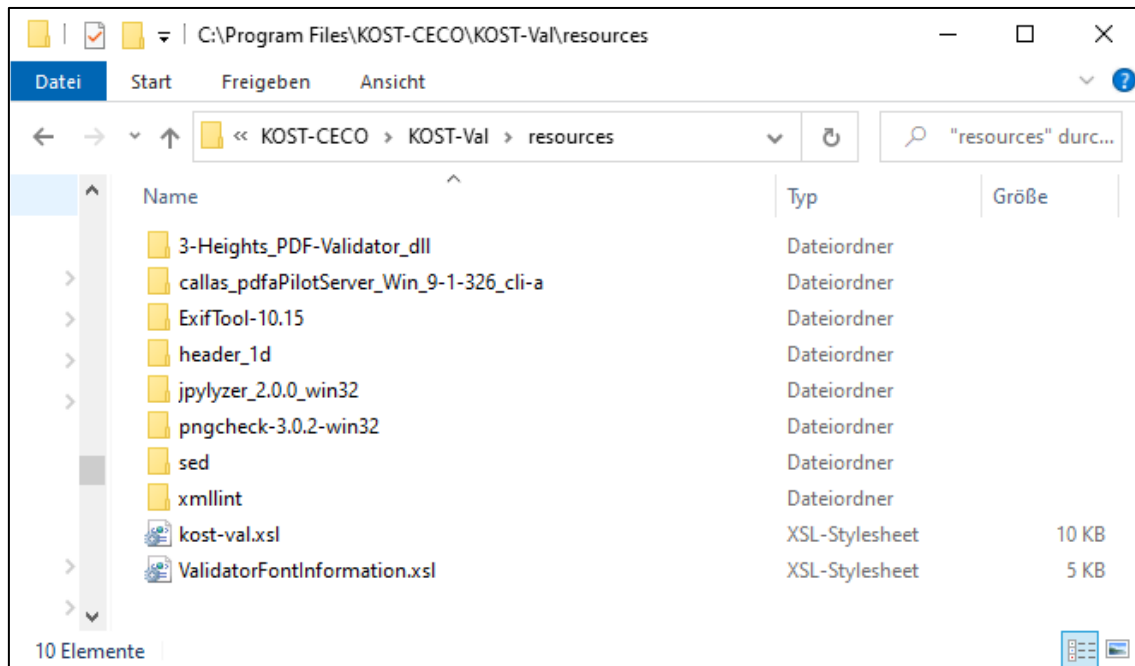 C:\Program Files\KOST-CECO\KOST-Val\resources
Datei Start Freigeben Ansicht ?
« KOST-CECO > KOST-Val > resources "resources" durc...
Name Typ Größe
3-Heights_PDF-Validator_dll Dateiordner
callas_pdfaPilotServer_Win_9-1-326_cli-a Dateiordner
ExifTool-10.15 Dateiordner
header_1d Dateiordner
jpylyzer_2.0.0_win32 Dateiordner
pngcheck-3.0.2-win32 Dateiordner
sed Dateiordner
xmllint Dateiordner
kost-val.xsl XSL-Stylesheet 10 KB
ValidatorFontInformation.xsl XSL-Stylesheet 5 KB
10 Elemente